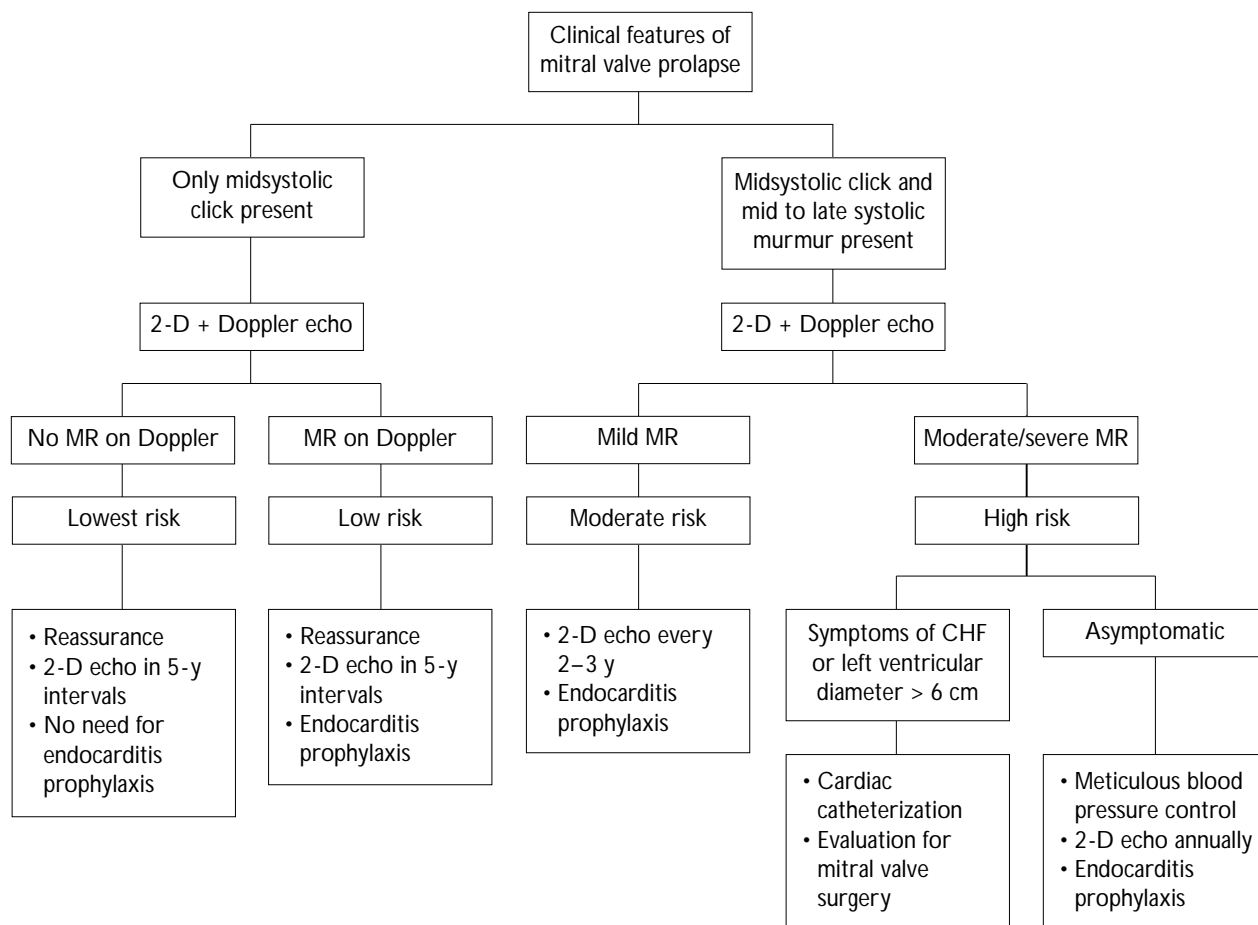 Clinical features of
mitral valve prolapse
Only midsystolic
click present
Midsystolic click and
mid to late systolic
murmur present
2-D + Doppler echo
2-D + Doppler echo
No MR on Doppler
MR on Doppler
Mild MR
Moderate/severe MR
Lowest risk
Low risk
Moderate risk
High risk
• Reassurance
• 2-D echo in 5-y
intervals
• No need for
endocarditis
prophylaxis
• Reassurance
• 2-D echo in 5-y
intervals
• Endocarditis
prophylaxis
• 2-D echo every
2–3 y
• Endocarditis
prophylaxis
Symptoms of CHF
or left ventricular
diameter > 6 cm
Asymptomatic
• Cardiac
catheterization
• Evaluation for
mitral valve
surgery
• Meticulous blood
pressure control
• 2-D echo annually
• Endocarditis
prophylaxis